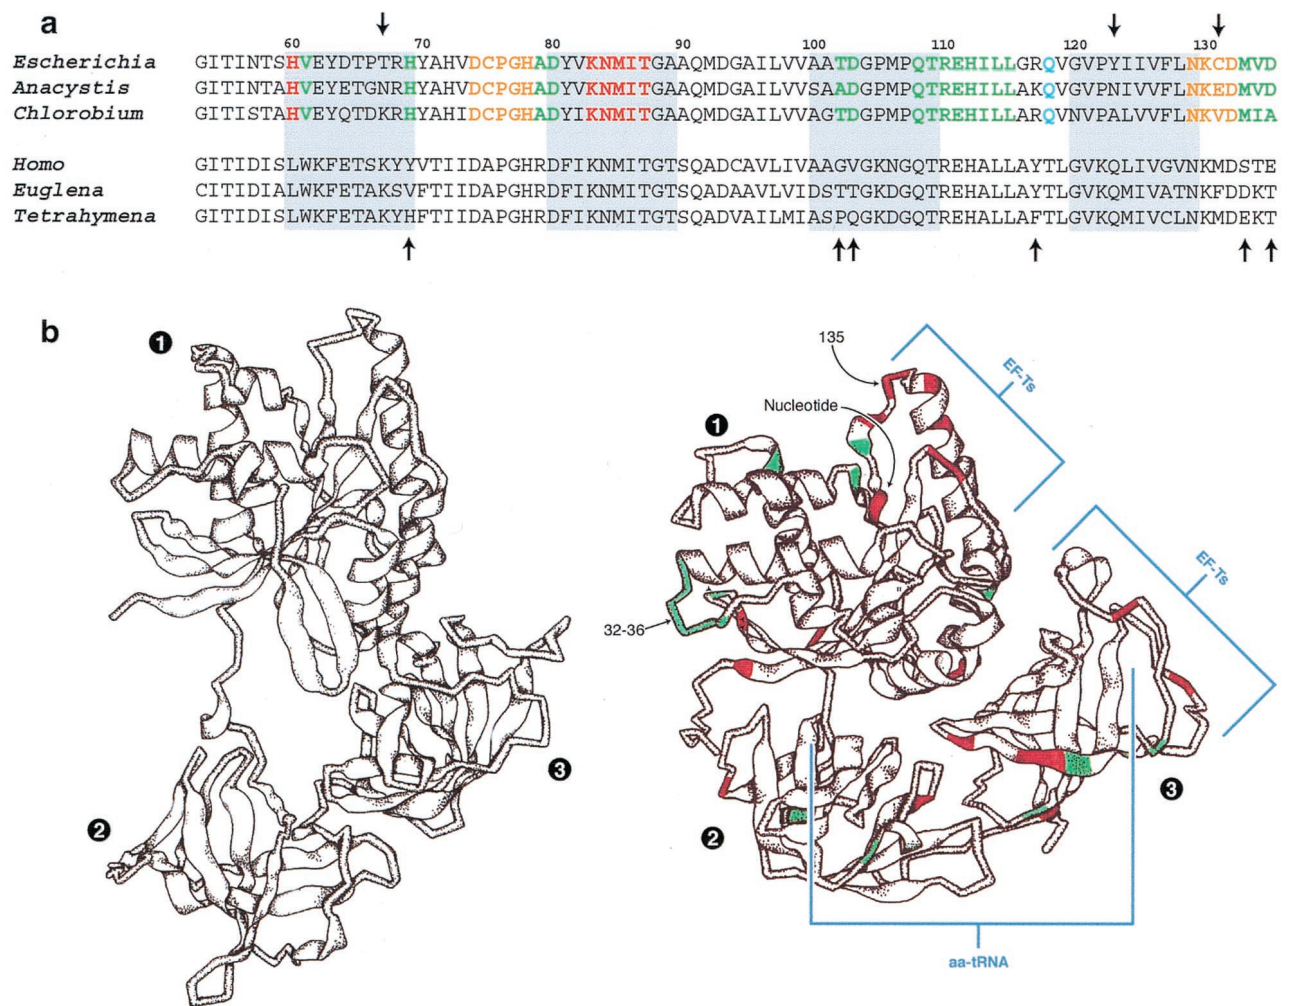 a
60 70 80 90 100 110 120 130
Escherichia GITINTSHVEYDTPTRHYAHVDCPGHADYVKNMITGAAQMDGAILVVAATDGPMPQTREHILLGRQVGVPYIIVFLNKCDMVD
Anacystis GITINTAHVEYETGNRHYAHVDCPGHADYVKNMITGAAQMDGAILVVSAADGPMPQTREHILLAKQVGVPNIVVFLNKEDMVD
Chlorobium GITISTAHVEYQTDKRHYAHIDCPGHADYVKNMITGAAQMDGAILVVAGTDGPMPQTREHILLARQVNVPALVVFLNKVDMIA
Homo GITIDISLWKFETSKYYVTIIDAPGHRDFIKNMITGTSQADCAVLIVAAGVGKNGQTREHALLAYTLGVKQLIVGVNKMDSTE
Euglena CITIDIALWKFETAKSVFTIIDAPGHRDFIKNMITGTSQADAAVLVIDSTTGKDGQTREHALLAYTLGVKQMIVATNKFDDKT
Tetrahymena GITIDISLWKFETAKYHFTIIDAPGHRDFIKNMITGTSQADVAILMIASPQGKDGQTREHALLAFTLGVKQMIVCLNKMDEKT
b
1
2
3
135
Nucleotide
EF-Ts
1
32-36
EF-Ts
2
3
aa-tRNA